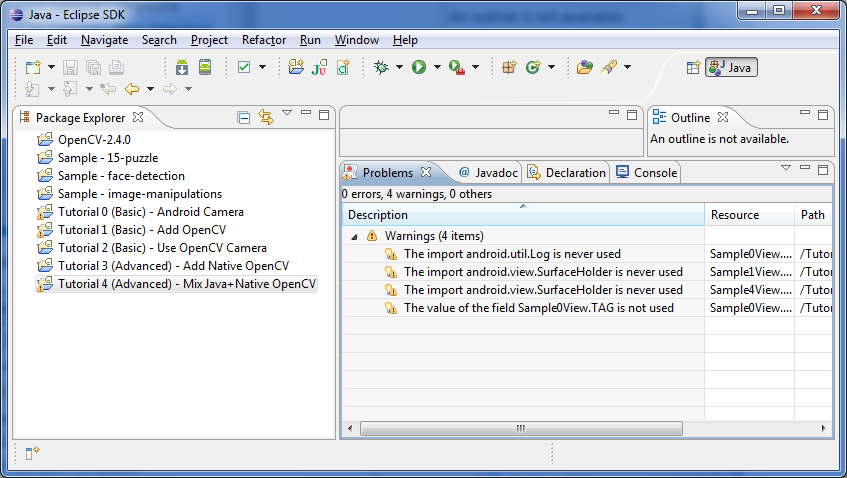 Java - Eclipse SDK
An outline is not available.
File Edit Navigate Search Project Refactor Run Window Help
Java
Package Explorer
OpenCV-2.4.0
Sample - 15-puzzle
Sample - face-detection
Sample - image-manipulations
Tutorial 0 (Basic) - Android Camera
Tutorial 1 (Basic) - Add OpenCV
Tutorial 2 (Basic) - Use OpenCV Camera
Tutorial 3 (Advanced) - Add Native OpenCV
Tutorial 4 (Advanced) - Mix Java+Native OpenCV
Outline
An outline is not available.
Problems @ Javadoc Declaration Console
0 errors, 4 warnings, 0 others
Description Resource Path
Warnings (4 items)
The import android.util.Log is never used Sample0View.... /Tutor
The import android.view.SurfaceHolder is never used Sample1View.... /Tutor
The import android.view.SurfaceHolder is never used Sample4View.... /Tutor
The value of the field Sample0View.TAG is not used Sample0View.... /Tutor